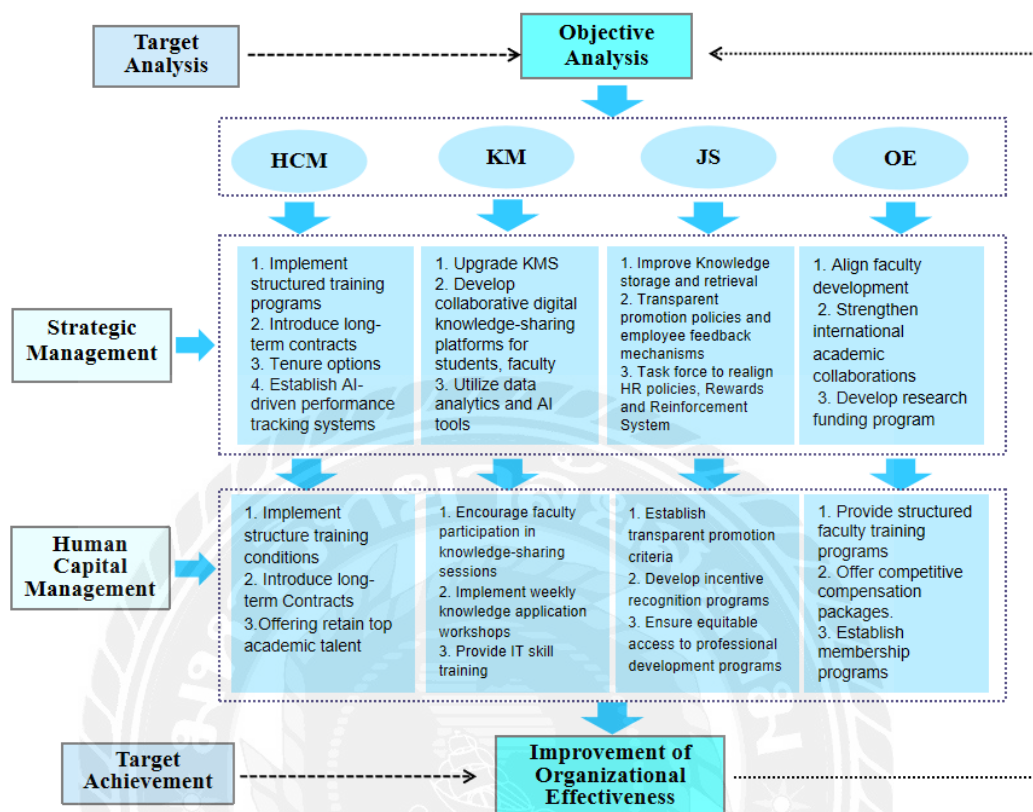 Target
Analysis
Objective
Analysis
HCM
KM
JS
OE
Strategic
Management
1. Implement
structured training
programs
2. Introduce long-
term contracts
3. Tenure options
4. Establish AI-
driven performance
tracking systems
1. Upgrade KMS
2. Develop
collaborative digital
knowledge-sharing
platforms for
students, faculty
3. Utilize data
analytics and AI
tools
1. Improve Knowledge
storage and retrieval
2. Transparent
promotion policies and
employee feedback
mechanisms
3. Task force to realign
HR policies, Rewards
and Reinforcement
System
1. Align faculty
development
2. Strengthen
international
academic
collaborations
3. Develop research
funding program
Human
Capital
Management
1. Implement
structure training
conditions
2. Introduce long-
term Contracts
3.Offering retain top
academic talent
1. Encourage faculty
participation in
knowledge-sharing
sessions
2. Implement weekly
knowledge application
workshops
3. Provide IT skill
training
1. Establish
transparent promotion
criteria
2. Develop incentive
recognition programs
3. Ensure equitable
access to professional
development programs
1. Provide structured
faculty training
programs
2. Offer competitive
compensation
packages.
3. Establish
membership
programs
Target
Achievement
Improvement of
Organizational
Effectiveness